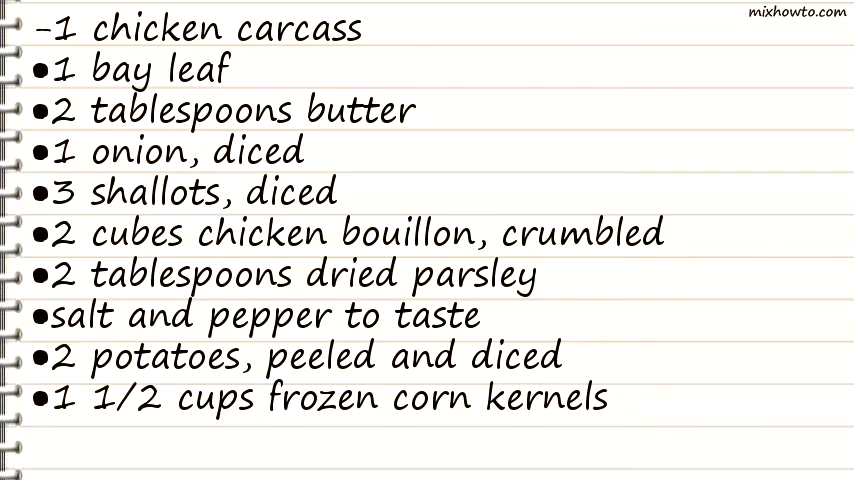 mixhowto.com
-1 chicken carcass
●1 bay leaf
●2 tablespoons butter
●1 onion, diced
●3 shallots, diced
●2 cubes chicken bouillon, crumbled
●2 tablespoons dried parsley
●salt and pepper to taste
●2 potatoes, peeled and diced
●1 1/2 cups frozen corn kernels